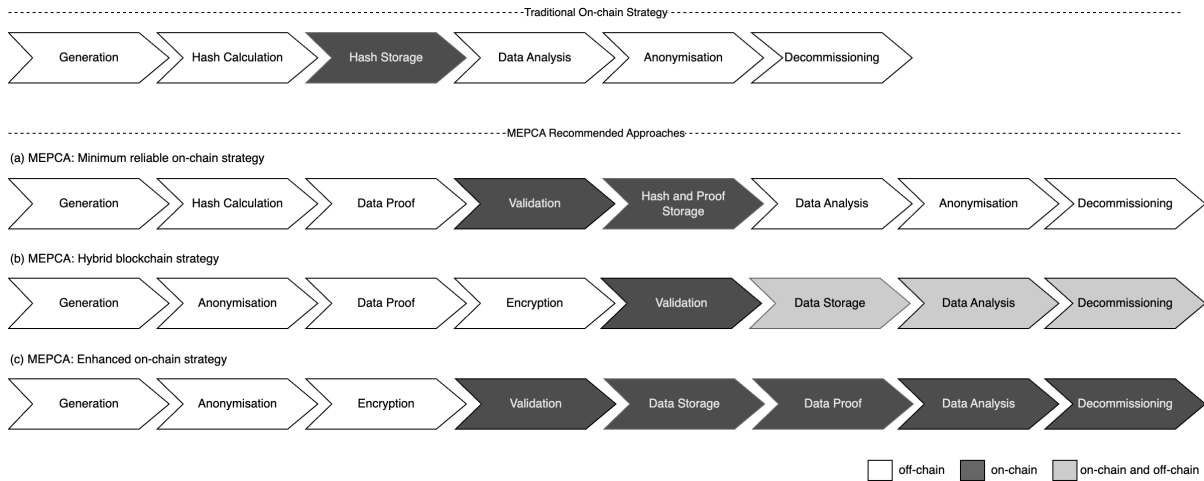 Traditional On-chain Strategy
Generation
Hash Calculation
Hash Storage
Data Analysis
Anonymisation
Decommissioning
MEPCA Recommended Approaches
(a) MEPCA: Minimum reliable on-chain strategy
Generation
Hash Calculation
Data Proof
Validation
Hash and Proof
Storage
Data Analysis
Anonymisation
Decommissioning
(b) MEPCA: Hybrid blockchain strategy
Generation
Anonymisation
Data Proof
Encryption
Validation
Data Storage
Data Analysis
Decommissioning
(c) MEPCA: Enhanced on-chain strategy
Generation
Anonymisation
Encryption
Validation
Data Storage
Data Proof
Data Analysis
Decommissioning
off-chain
on-chain
on-chain and off-chain